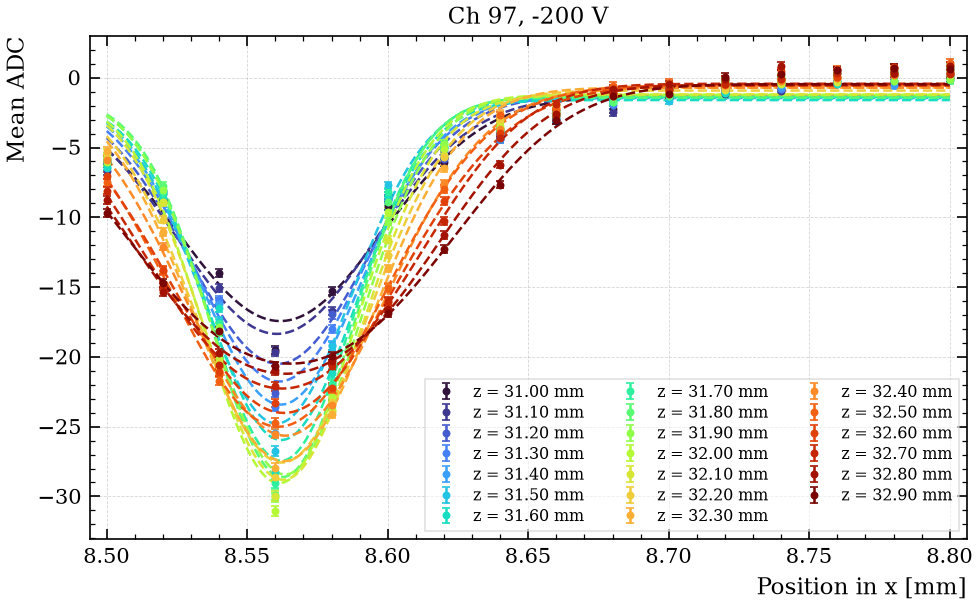 Ch 97, -200 V
Mean ADC
0
−5
−10
−15
−20
−25
−30
z = 31.00 mm
z = 31.10 mm
z = 31.20 mm
z = 31.30 mm
z = 31.40 mm
z = 31.50 mm
z = 31.60 mm
z = 31.70 mm
z = 31.80 mm
z = 31.90 mm
z = 32.00 mm
z = 32.10 mm
z = 32.20 mm
z = 32.30 mm
z = 32.40 mm
z = 32.50 mm
z = 32.60 mm
z = 32.70 mm
z = 32.80 mm
z = 32.90 mm
8.50 8.55 8.60 8.65 8.70 8.75 8.80
Position in x [mm]